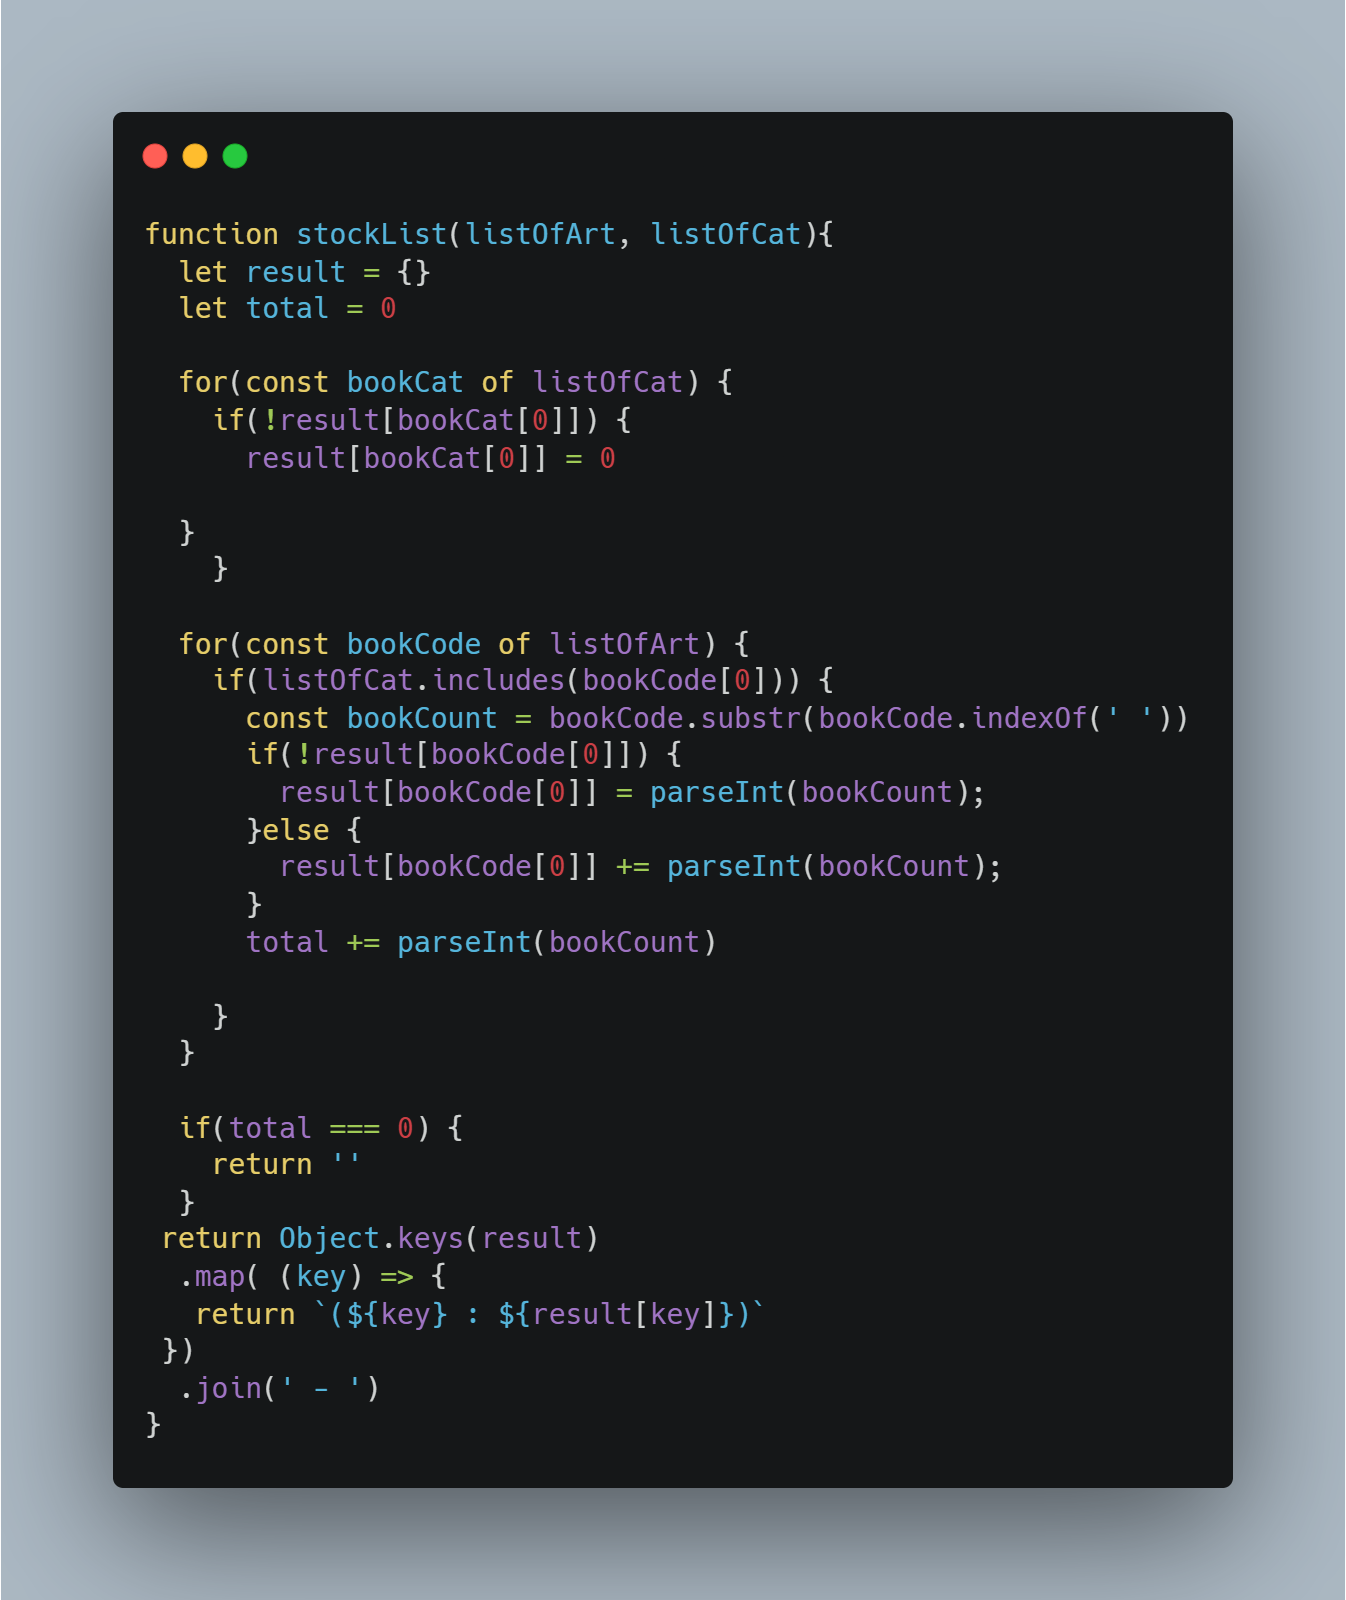 function stockList(listOfArt, listOfCat){
  let result = {}
  let total = 0

  for(const bookCat of listOfCat) {
    if(!result[bookCat[0]]) {
      result[bookCat[0]] = 0

  }
    }

  for(const bookCode of listOfArt) {
    if(listOfCat.includes(bookCode[0])) {
      const bookCount = bookCode.substr(bookCode.indexOf(' '))
      if(!result[bookCode[0]]) {
        result[bookCode[0]] = parseInt(bookCount);
      }else {
        result[bookCode[0]] += parseInt(bookCount);
      }
      total += parseInt(bookCount)

    }
  }

  if(total === 0) {
    return ''
  }
 return Object.keys(result)
  .map( (key) => {
   return `(${key} : ${result[key]})`
 })
  .join(' - ')
}